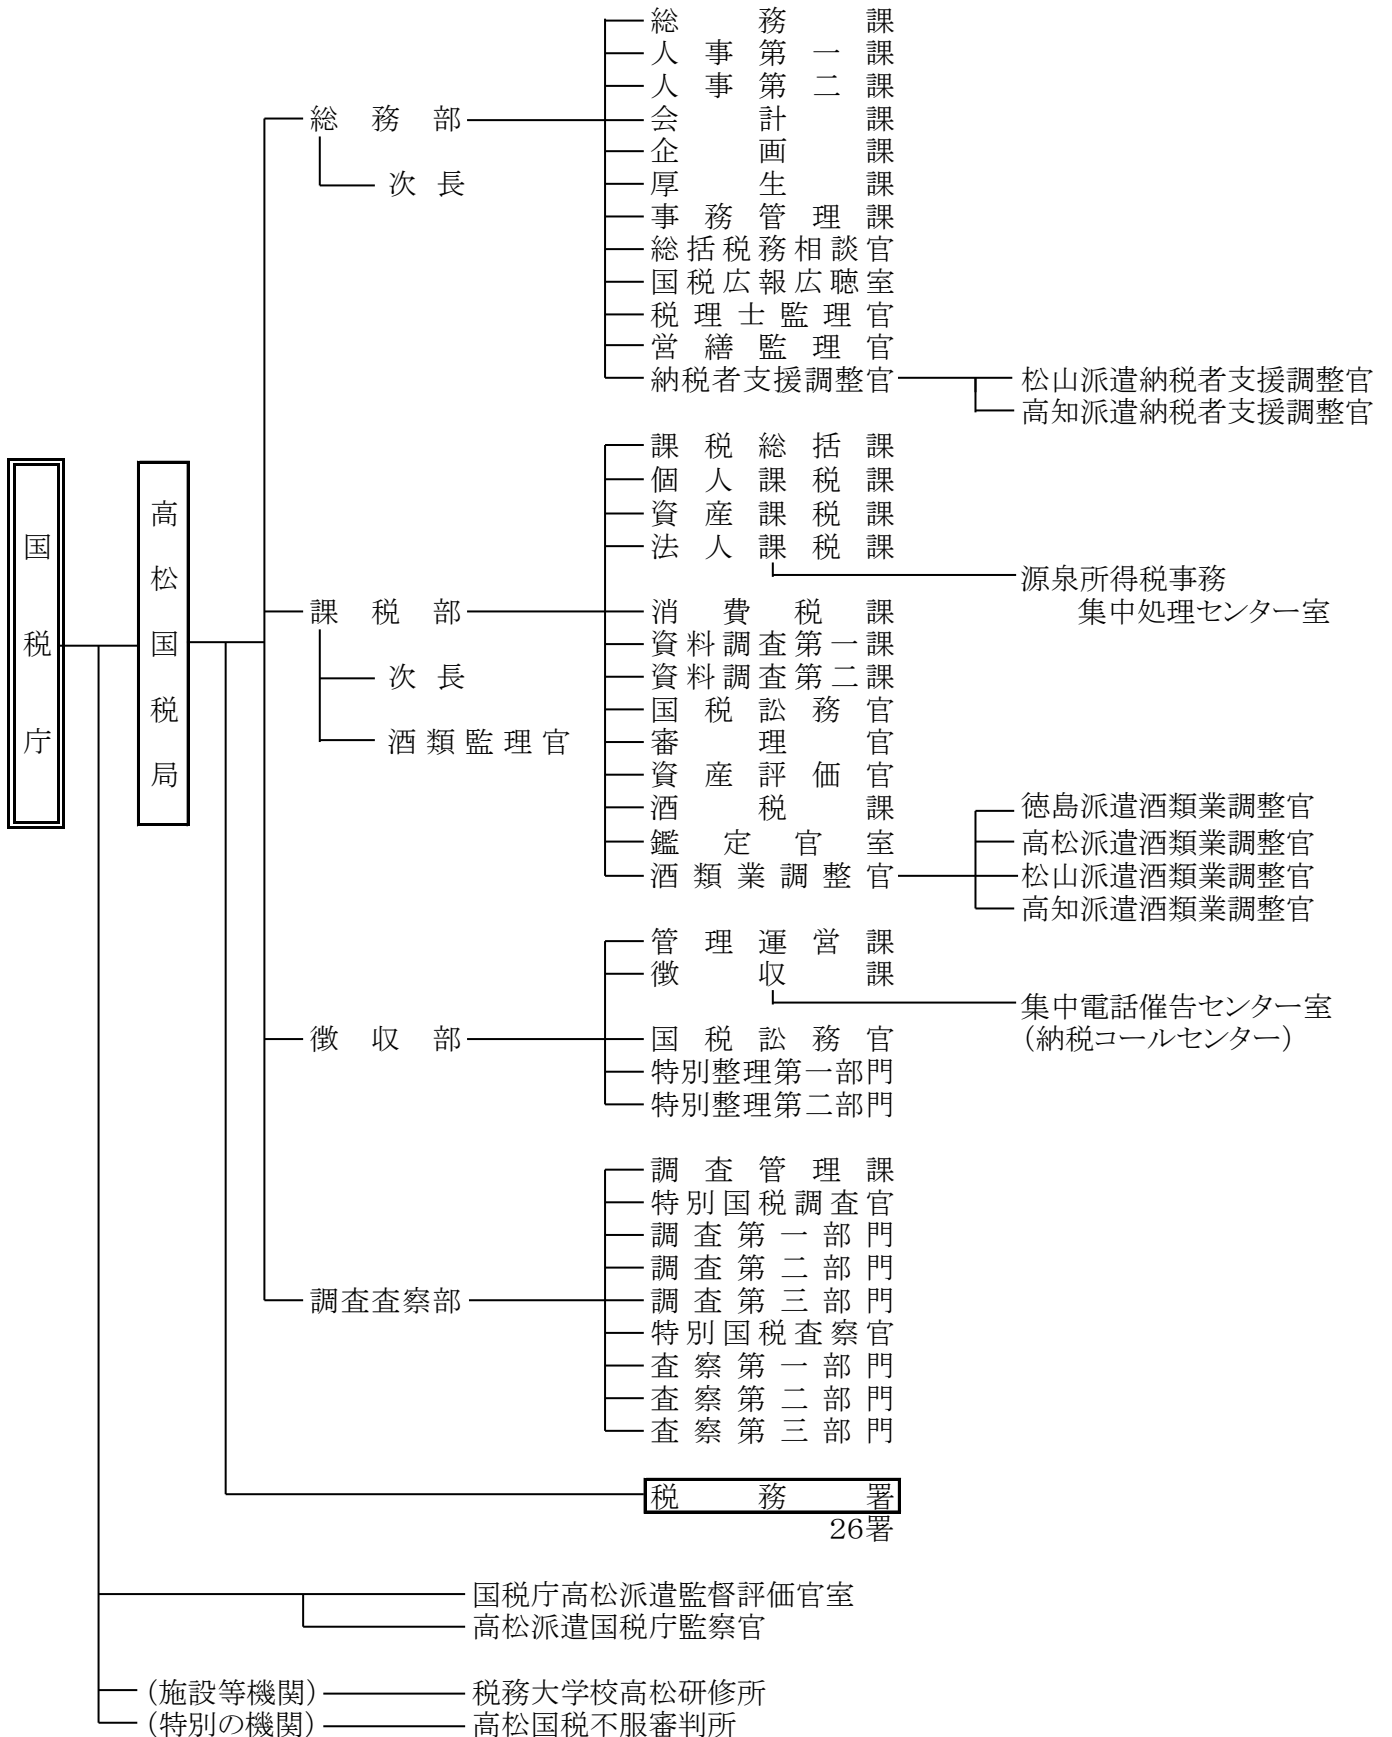 国税庁
高松国税局
総務部
次長
総務課
人事第一課
人事第二課
会計課
企画課
厚生課
事務管理課
総括税務相談官
国税広報広聴室
税理士監理官
営繕監理官
納税者支援調整官
松山派遣納税者支援調整官
高知派遣納税者支援調整官
課税部
次長
酒類監理官
課税総括課
個人課税課
資産課税課
法人課税課
源泉所得税事務
集中処理センター室
消費税課
資料調査第一課
資料調査第二課
国税訟務官
審理官
資産評価官
酒税課
鑑定官室
酒類業調整官
徳島派遣酒類業調整官
高松派遣酒類業調整官
松山派遣酒類業調整官
高知派遣酒類業調整官
徴収部
管理運営課
徴収課
集中電話催告センター室
（納税コールセンター）
国税訟務官
特別整理第一部門
特別整理第二部門
調査査察部
調査管理課
特別国税調査官
調査第一部門
調査第二部門
調査第三部門
特別国税査察官
査察第一部門
査察第二部門
査察第三部門
税務署
26署
国税庁高松派遣監督評価官室
高松派遣国税庁監察官
（施設等機関） 税務大学校高松研修所
（特別の機関） 高松国税不服審判所